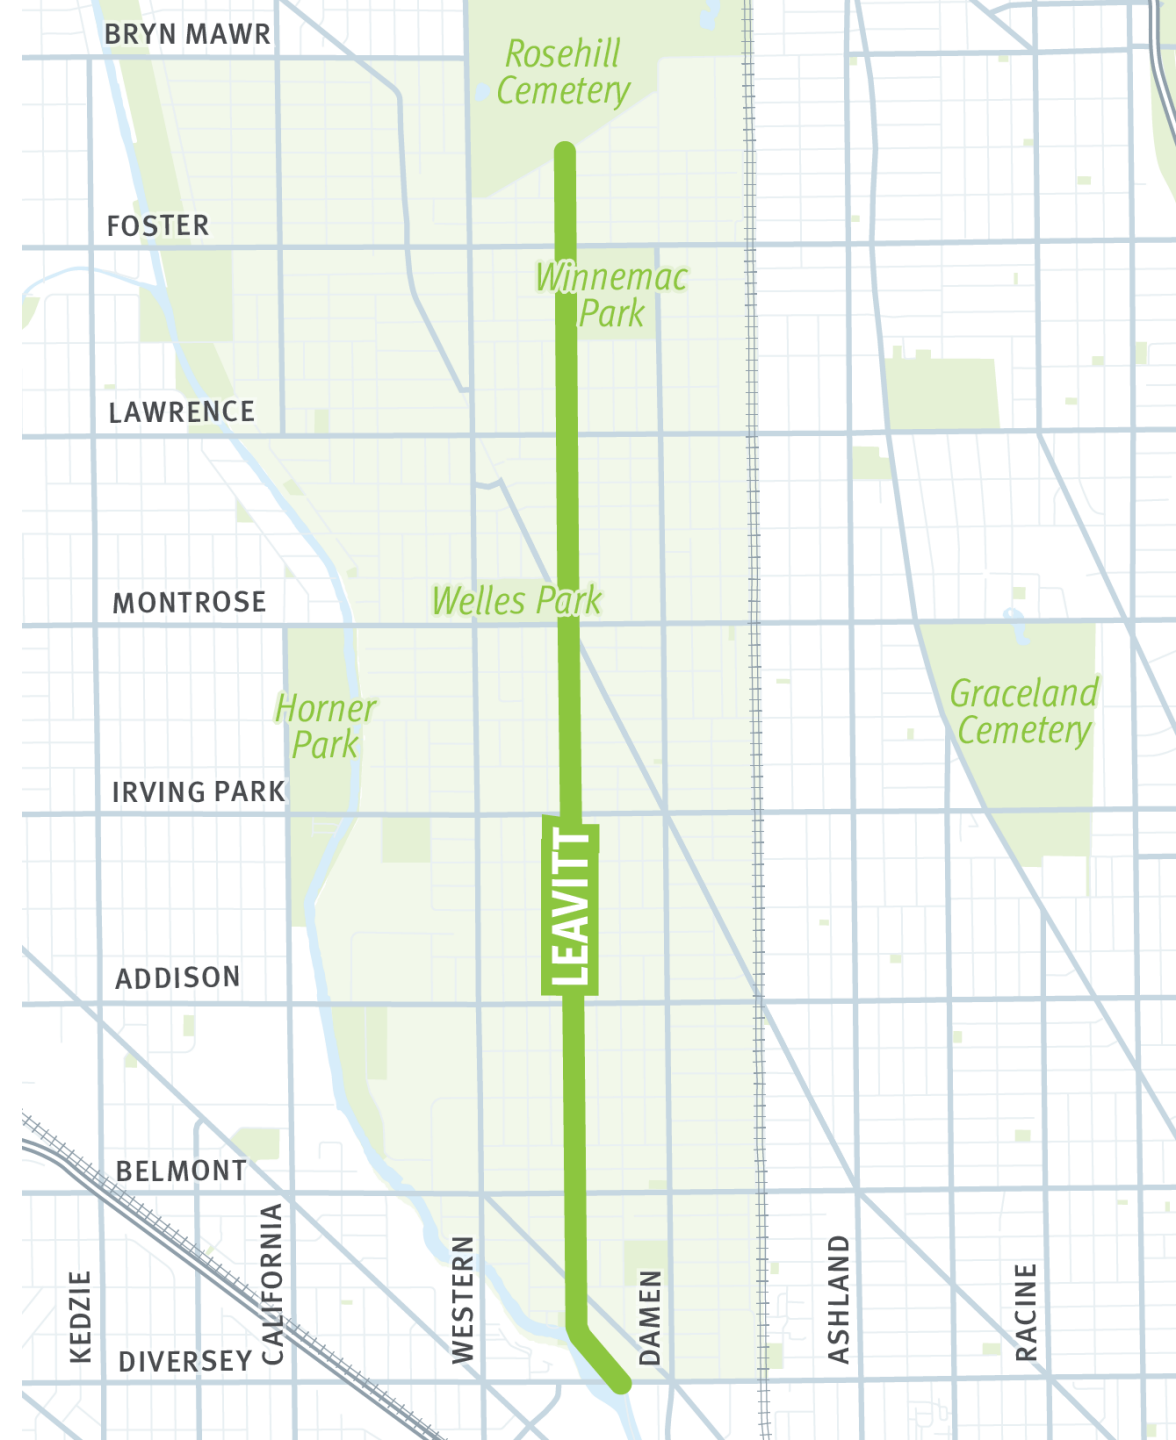 BRYN MAWR
Rosehill
Cemetery
FOSTER
Winnemac
Park
LAWRENCE
MONTROSE
Welles Park
Horner
Park
Graceland
Cemetery
IRVING PARK
LEAVITT
ADDISON
BELMONT
KEDZIE
CALIFORNIA
WESTERN
DAMEN
ASHLAND
RACINE
DIVERSEY